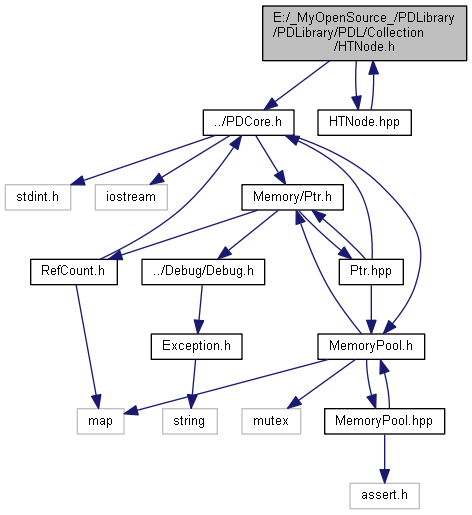 E:/_MyOpenSource_/PDLibrary
/PDLibrary/PDL/Collection
/HTNode.h
../PDCore.h
HTNode.hpp
stdint.h
iostream
Memory/Ptr.h
RefCount.h
../Debug/Debug.h
Ptr.hpp
Exception.h
MemoryPool.h
map
string
mutex
MemoryPool.hpp
assert.h